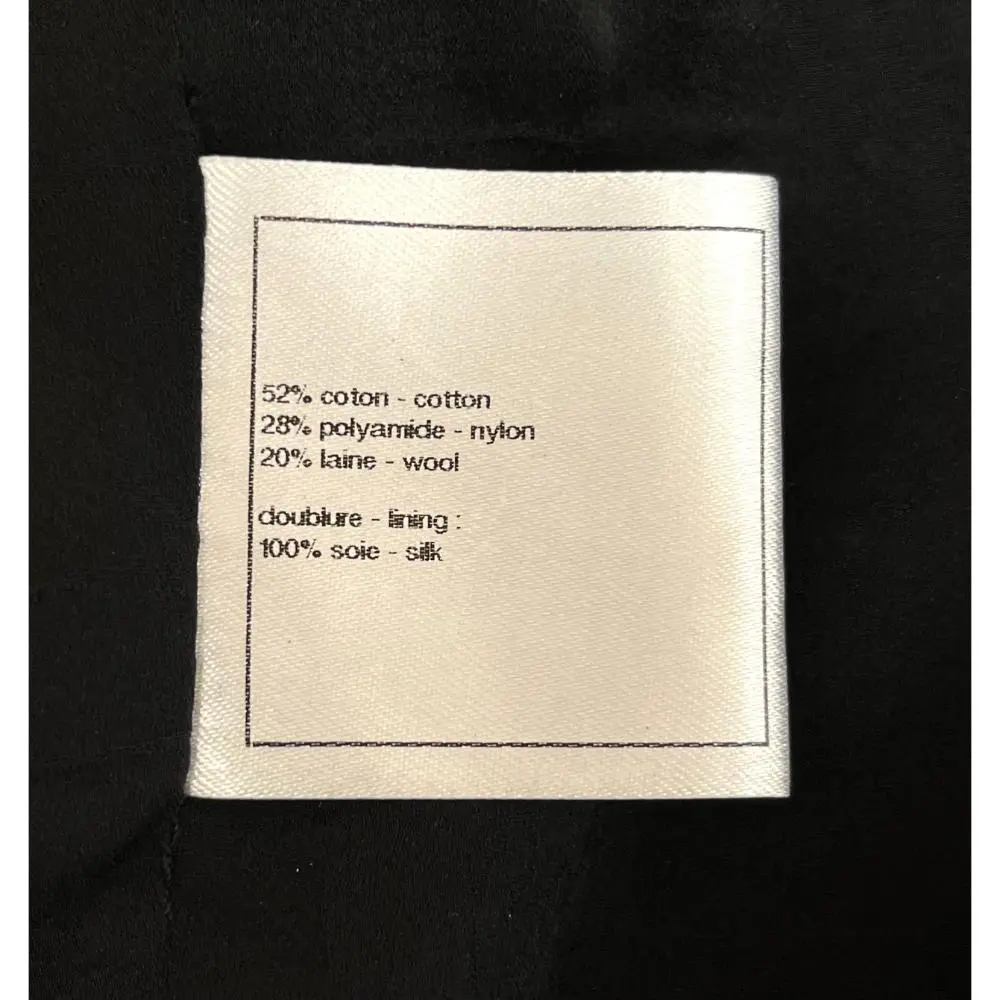 52% coton - cotton
28% polyamide - nylon
20% laine - wool
doublure - lining :
100% soie - silk